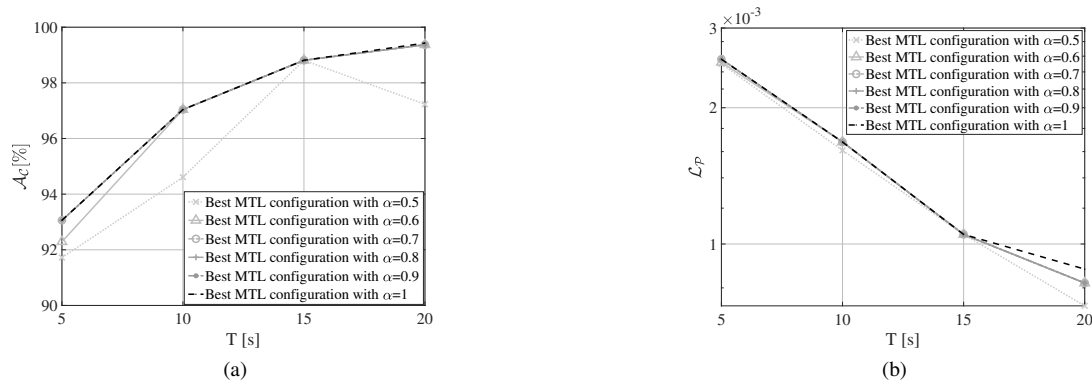 100
98
96
94
92
90
𝒜_𝒞 [%]
Best MTL configuration with α=0.5
Best MTL configuration with α=0.6
Best MTL configuration with α=0.7
Best MTL configuration with α=0.8
Best MTL configuration with α=0.9
Best MTL configuration with α=1
5 10 15 20
T [s]
(a)
3 ×10⁻³
2
1
ℒ_𝒫
Best MTL configuration with α=0.5
Best MTL configuration with α=0.6
Best MTL configuration with α=0.7
Best MTL configuration with α=0.8
Best MTL configuration with α=0.9
Best MTL configuration with α=1
5 10 15 20
T [s]
(b)